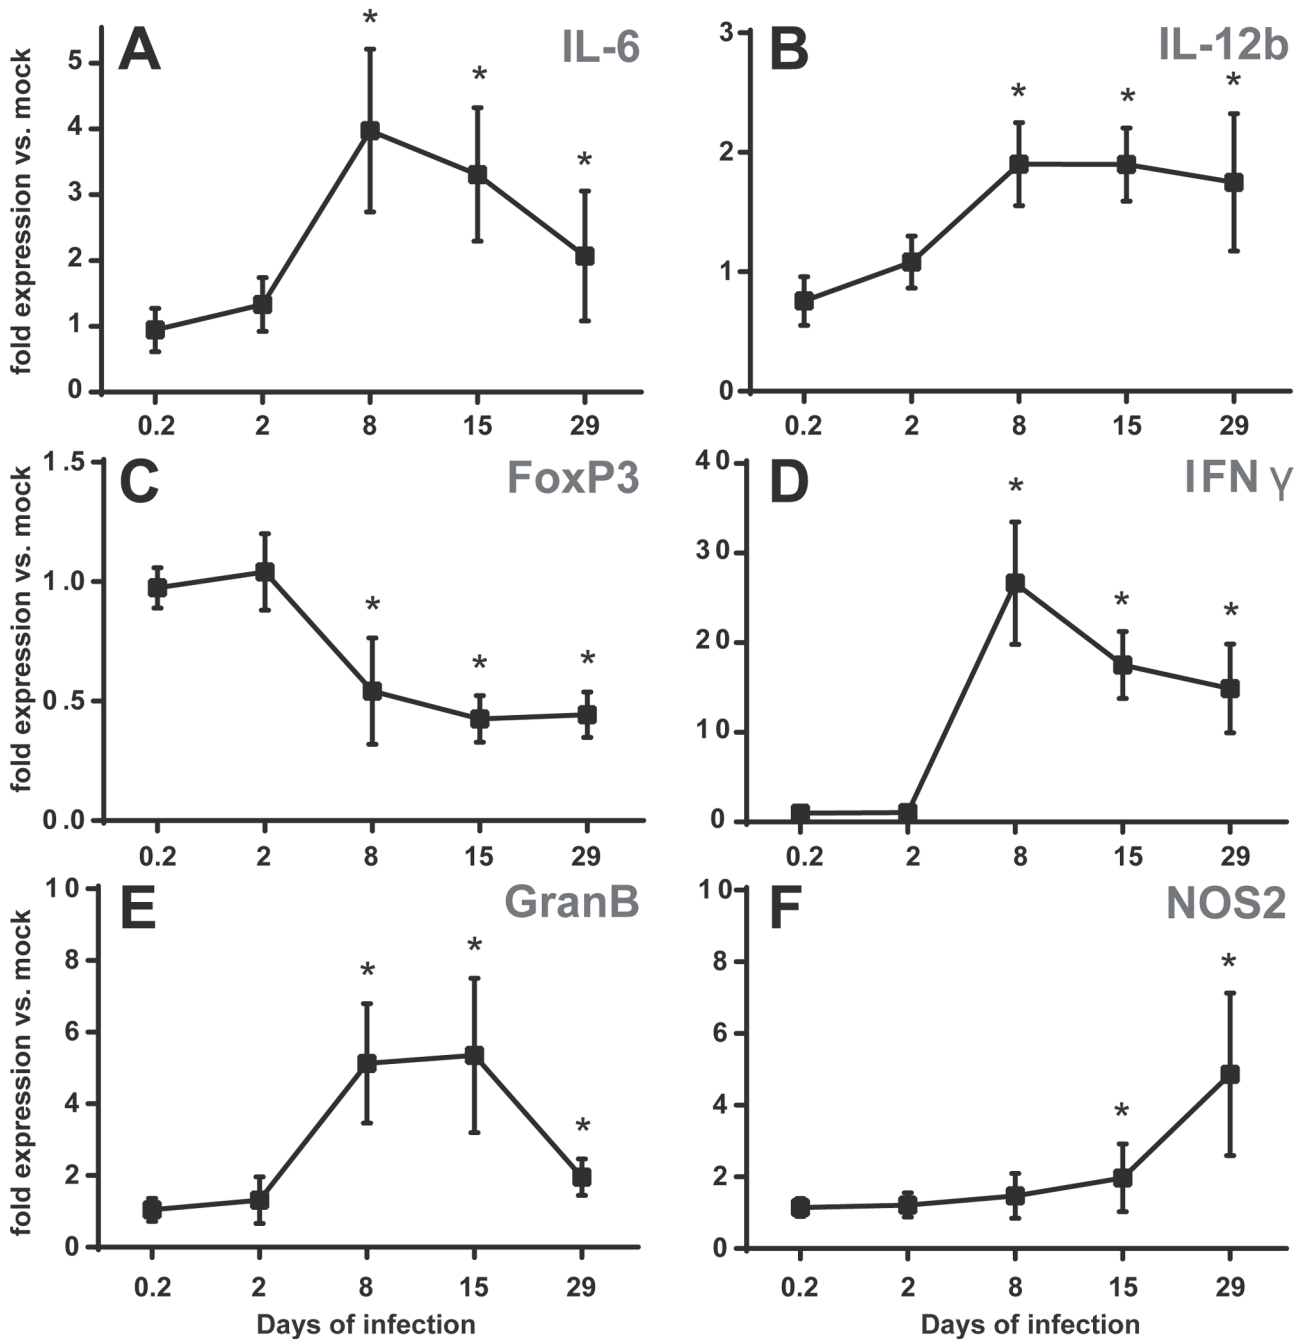 A IL-6
fold expression vs. mock
5
4
3
2
1
0
0.2 2 8 15 29
* * *
B IL-12b
3
2
1
0
0.2 2 8 15 29
* * *
C FoxP3
fold expression vs. mock
1.5
1.0
0.5
0.0
0.2 2 8 15 29
* * *
D IFN γ
40
30
20
10
0
0.2 2 8 15 29
* * *
E GranB
fold expression vs. mock
10
8
6
4
2
0
0.2 2 8 15 29
* * *
Days of infection
F NOS2
10
8
6
4
2
0
0.2 2 8 15 29
* *
Days of infection